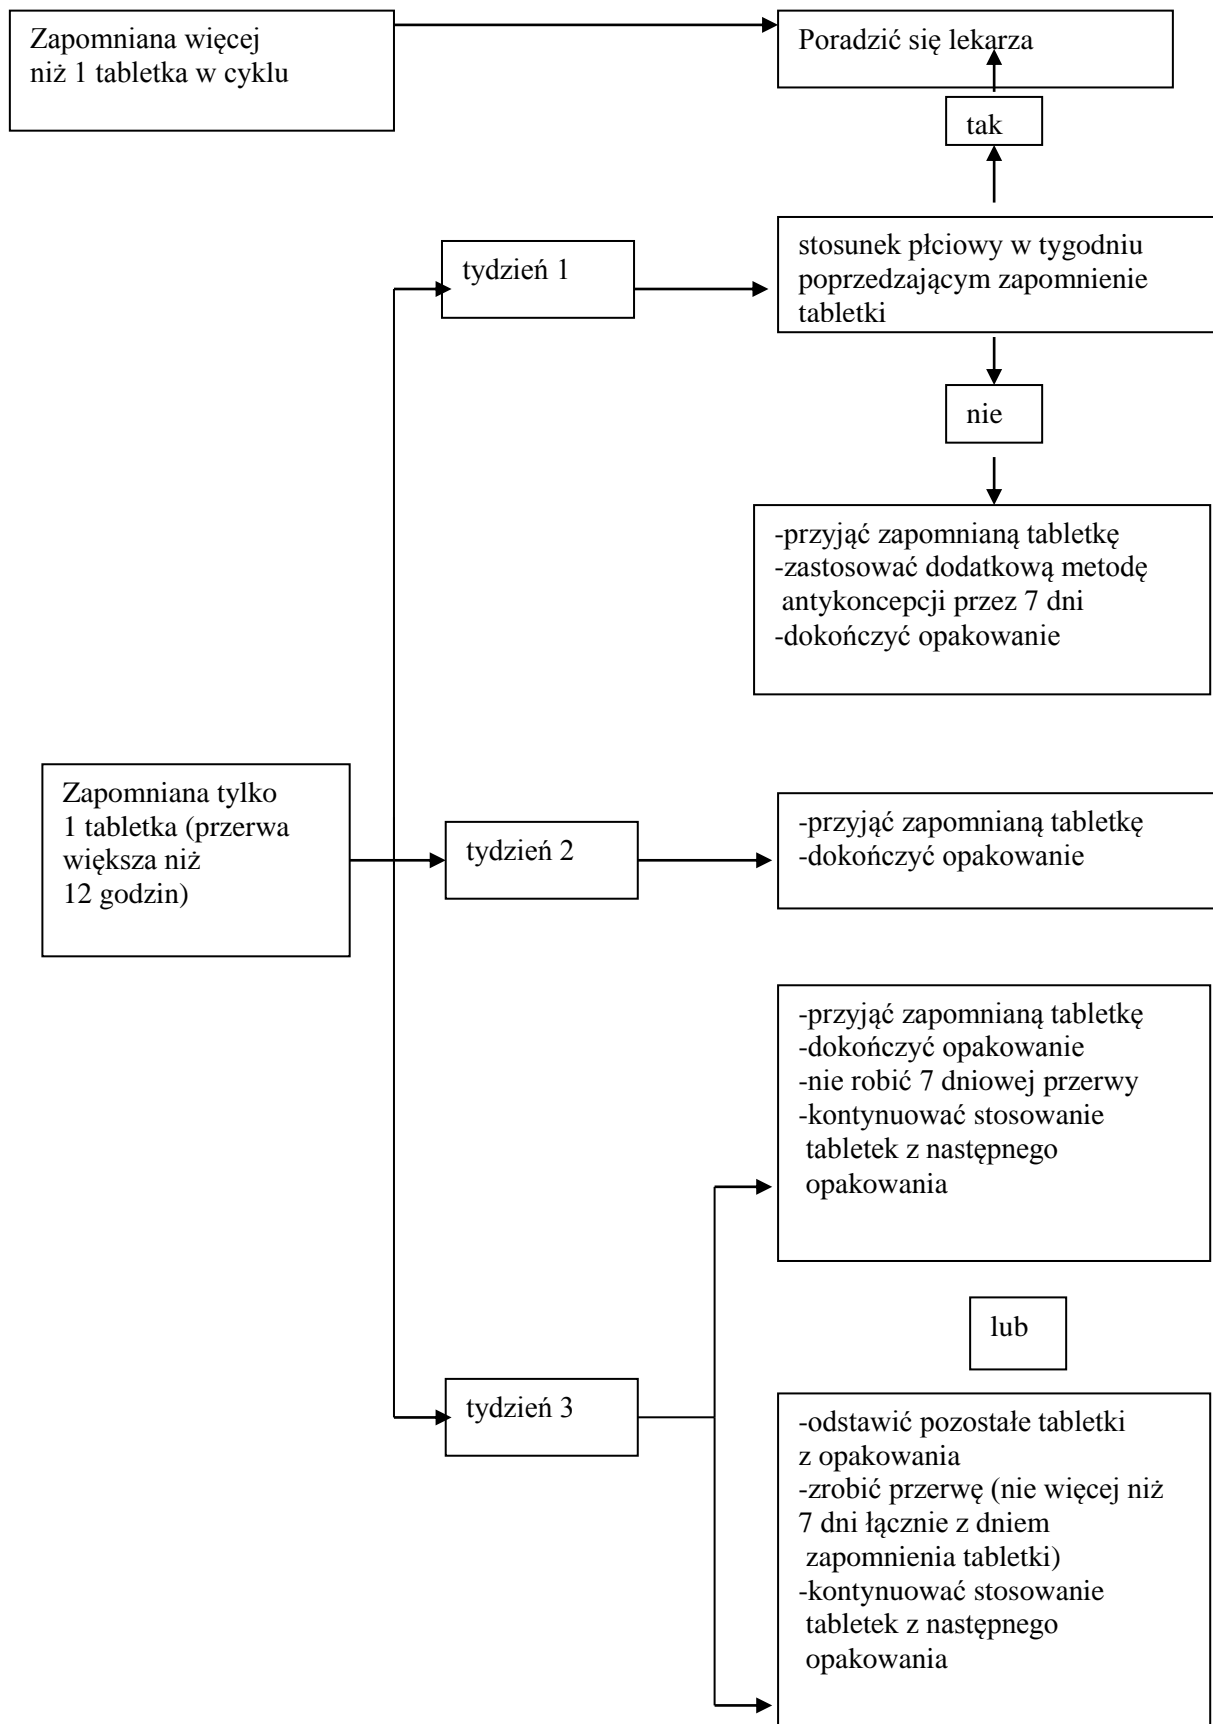 Zapomniana więcej
niż 1 tabletka w cyklu
Poradzić się lekarza
tak
stosunek płciowy w tygodniu
poprzedzającym zapomnienie
tabletki
tydzień 1
nie
-przyjąć zapomnianą tabletkę
-zastosować dodatkową metodę
antykoncepcji przez 7 dni
-dokończyć opakowanie
Zapomniana tylko
1 tabletka (przerwa
większa niż
12 godzin)
tydzień 2
-przyjąć zapomnianą tabletkę
-dokończyć opakowanie
-przyjąć zapomnianą tabletkę
-dokończyć opakowanie
-nie robić 7 dniowej przerwy
-kontynuować stosowanie
tabletek z następnego
opakowania
lub
tydzień 3
-odstawić pozostałe tabletki
z opakowania
-zrobić przerwę (nie więcej niż
7 dni łącznie z dniem
zapomnienia tabletki)
-kontynuować stosowanie
tabletek z następnego
opakowania